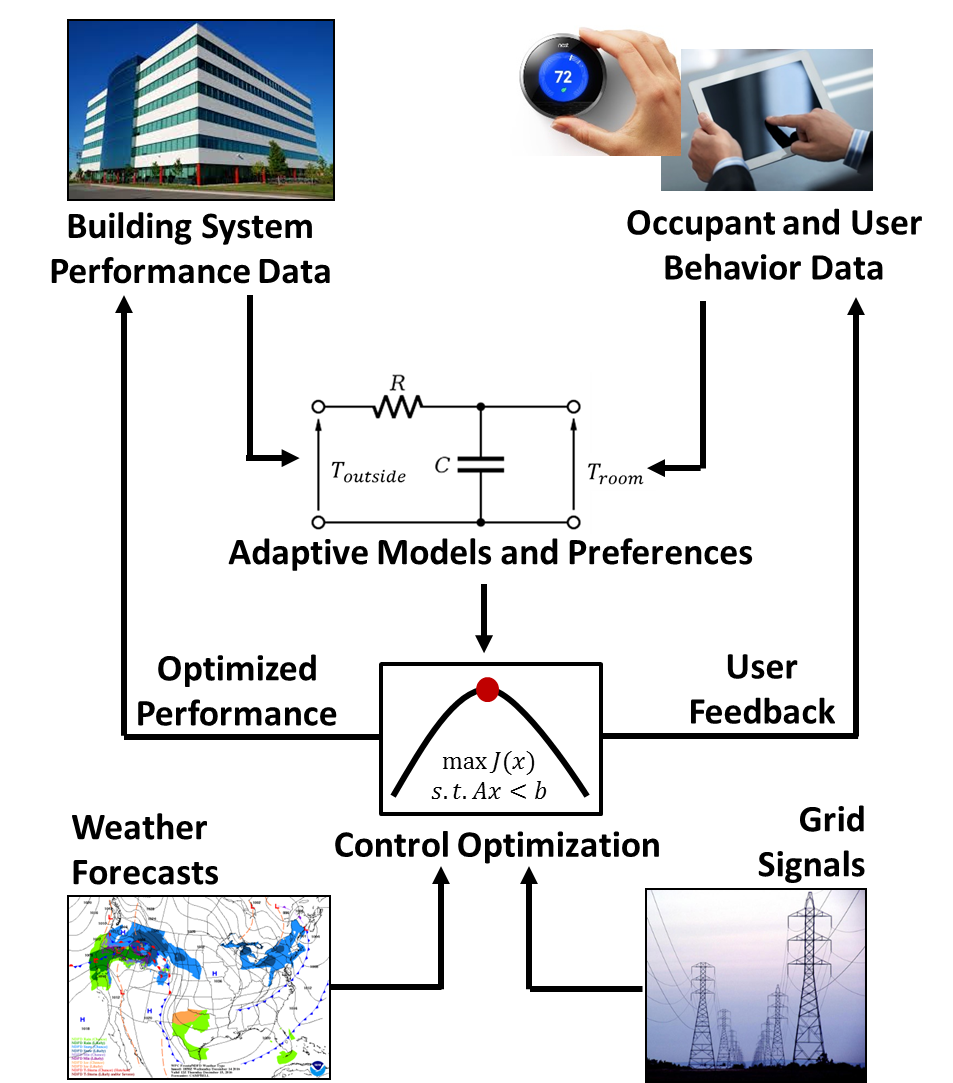 nest
72
Building System
Performance Data
Occupant and User
Behavior Data
R
T_outside
C
T_room
Adaptive Models and Preferences
Optimized
Performance
User
Feedback
max J(x)
s.t. Ax < b
Control Optimization
Weather
Forecasts
Grid
Signals
H
H
H
H
L
L